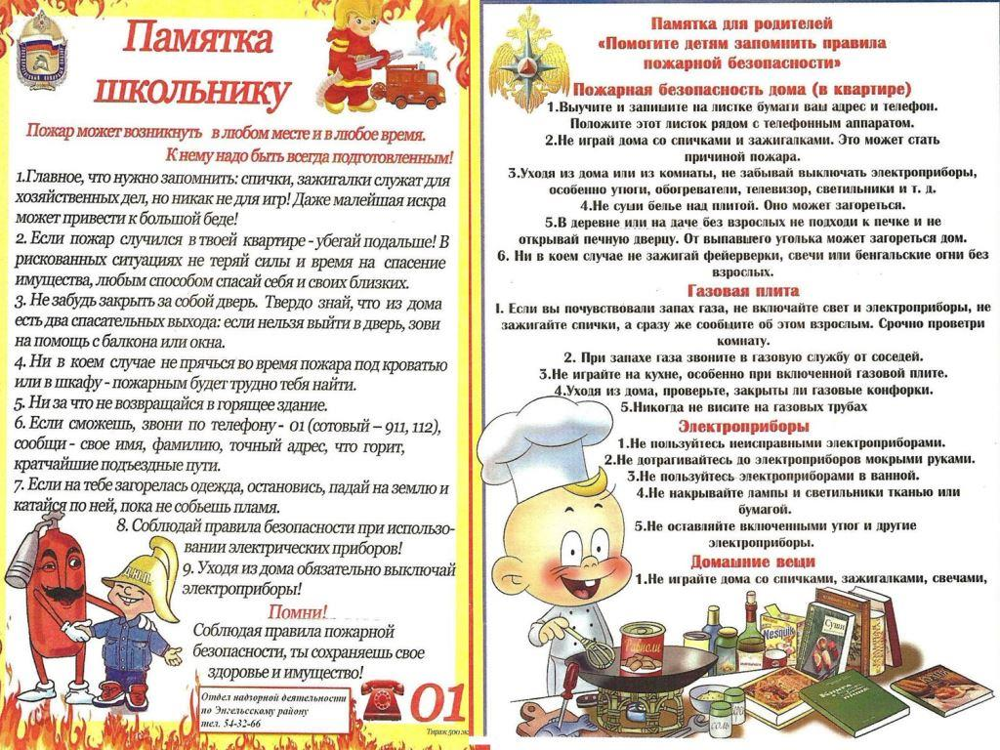 Памятка
школьнику
Пожар может возникнуть в любом месте и в любое время.
К нему надо быть всегда подготовленным!
1.Главное, что нужно запомнить: спички, зажигалки служат для
хозяйственных дел, но никак не для игр! Даже малейшая искра
может привести к большой беде!
2. Если пожар случился в твоей квартире - убегай подальше! В
рискованных ситуациях не теряй силы и время на спасение
имущества, любым способом спасай себя и своих близких.
3. Не забудь закрыть за собой дверь. Твердо знай, что из дома
есть два спасательных выхода: если нельзя выйти в дверь, зови
на помощь с балкона или окна.
4. Ни в коем случае не прячься во время пожара под кроватью
или в шкафу - пожарным будет трудно тебя найти.
5. Ни за что не возвращайся в горящее здание.
6. Если сможешь, звони по телефону - 01 (сотовый – 911, 112),
сообщи - свое имя, фамилию, точный адрес, что горит,
кратчайшие подъездные пути.
7. Если на тебе загорелась одежда, остановись, падай на землю и
катайся по ней, пока не собьешь пламя.
8. Соблюдай правила безопасности при использо-
вании электрических приборов!
9. Уходя из дома обязательно выключай
электроприборы!
Помни!
Соблюдая правила пожарной
безопасности, ты сохраняешь свое
здоровье и имущество!
Отдел надзорной деятельности
по Энгельсскому району
тел. 54-32-66
01
Тираж 500 эк
Памятка для родителей
«Помогите детям запомнить правила
пожарной безопасности»
Пожарная безопасность дома (в квартире)
1.Выучите и запишите на листке бумаги ваш адрес и телефон.
Положите этот листок рядом с телефонным аппаратом.
2.Не играй дома со спичками и зажигалками. Это может стать
причиной пожара.
3.Уходя из дома или из комнаты, не забывай выключать электроприборы,
особенно утюги, обогреватели, телевизор, светильники и т. д.
4.Не суши белье над плитой. Оно может загореться.
5.В деревне или на даче без взрослых не подходи к печке и не
открывай печную дверцу. От выпавшего уголька может загореться дом.
6. Ни в коем случае не зажигай фейерверки, свечи или бенгальские огни без
взрослых.
Газовая плита
1. Если вы почувствовали запах газа, не включайте свет и электроприборы, не
зажигайте спички, а сразу же сообщите об этом взрослым. Срочно проветри
комнату.
2. При запахе газа звоните в газовую службу от соседей.
3.Не играйте на кухне, особенно при включенной газовой плите.
4.Уходя из дома, проверьте, закрыты ли газовые конфорки.
5.Никогда не висите на газовых трубах
Электроприборы
1.Не пользуйтесь неисправными электроприборами.
2.Не дотрагивайтесь до электроприборов мокрыми руками.
3.Не пользуйтесь электроприборами в ванной.
4.Не накрывайте лампы и светильники тканью или
бумагой.
5.Не оставляйте включенными утюг и другие
электроприборы.
Домашние вещи
1.Не играйте дома со спичками, зажигалками, свечами,
Равиоли
Nesquik
Суши
соль